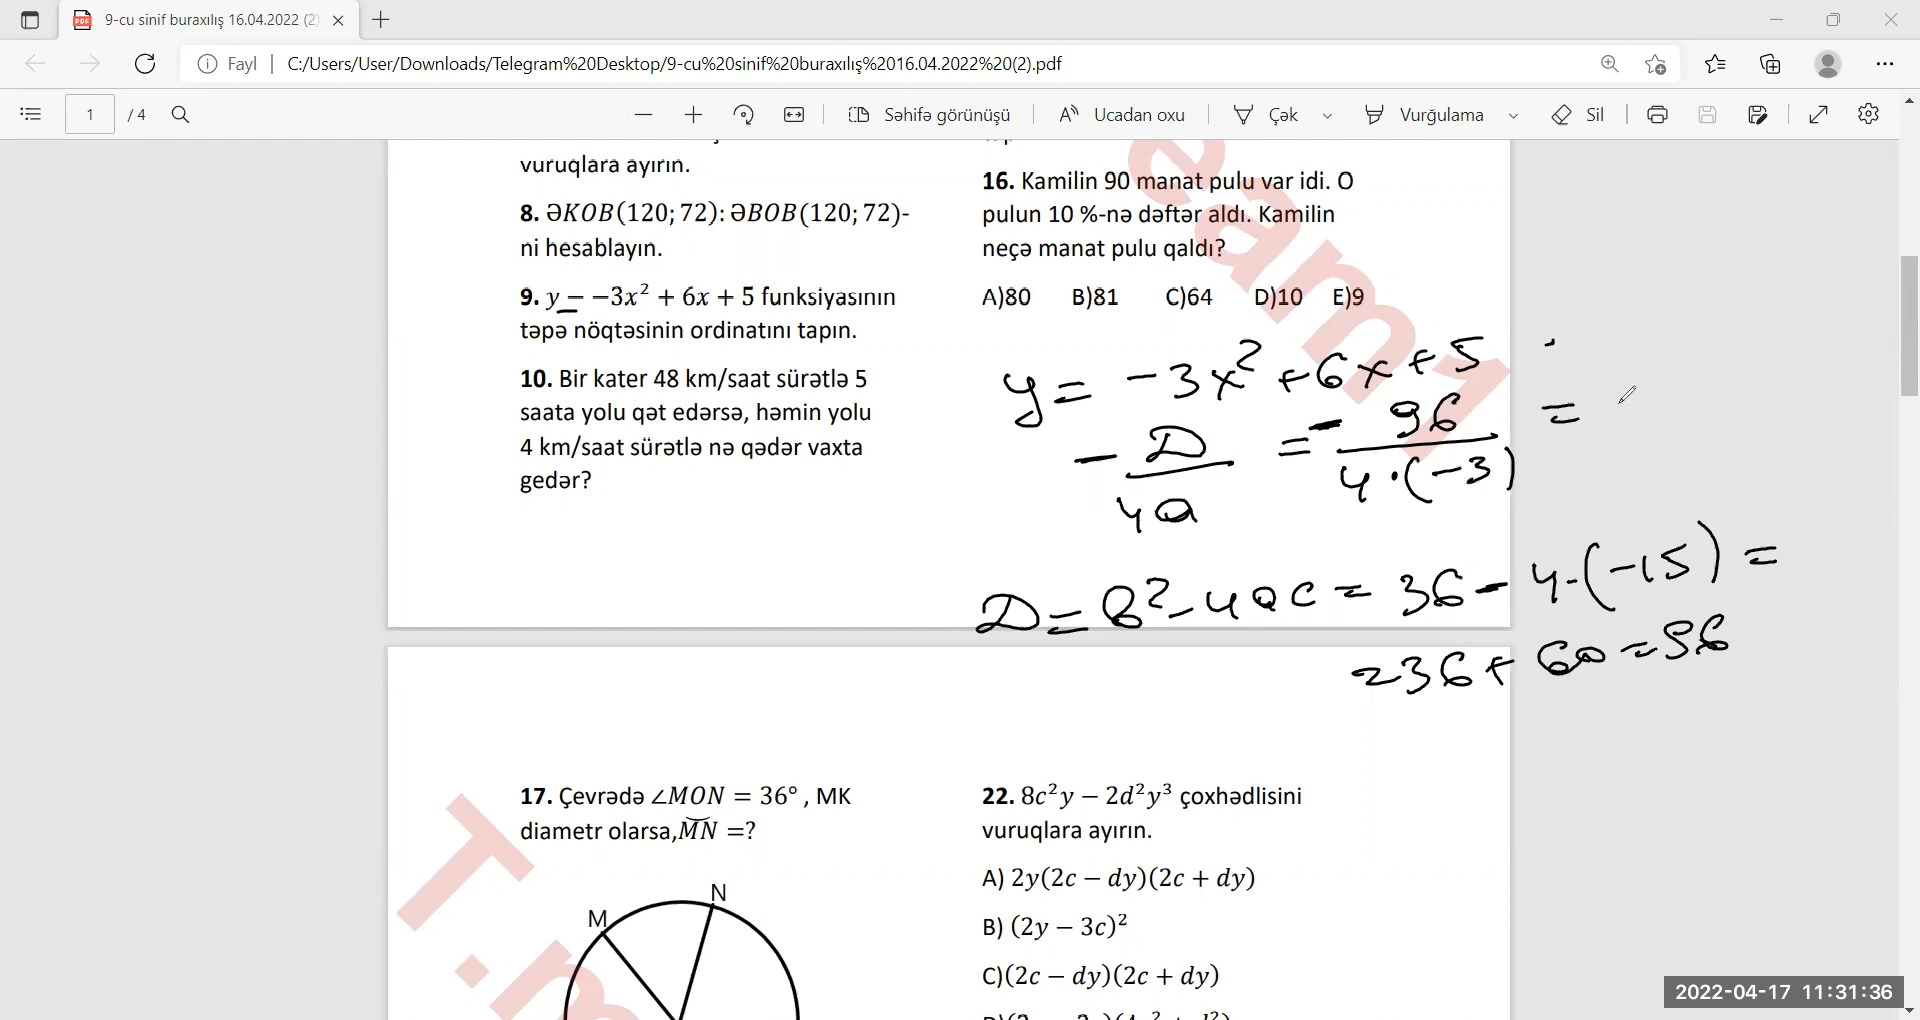 9-cu sinif buraxılış 16.04.2022 (2)
Fayl | C:/Users/User/Downloads/Telegram%20Desktop/9-cu%20sinif%20buraxılış%2016.04.2022%20(2).pdf
1 / 4
Səhifə görünüşü
Ucadan oxu
Çək
Vurğulama
Sil
vuruqlara ayırın.
8. ƏKOB(120; 72): ƏBOB(120; 72)-
ni hesablayın.
9. y − −3x² + 6x + 5 funksiyasının
təpə nöqtəsinin ordinatını tapın.
10. Bir kater 48 km/saat sürətlə 5
saata yolu qət edərsə, həmin yolu
4 km/saat sürətlə nə qədər vaxta
gedər?
16. Kamilin 90 manat pulu var idi. O
pulun 10 %-nə dəftər aldı. Kamilin
neçə manat pulu qaldı?
A)80 B)81 C)64 D)10 E)9
y = -3x² + 6x + 5
- D/4a = - 96/4·(-3) =
D = B² - 4ac = 36 - 4·(-15) =
= 36 + 60 = 96
17. Çevrədə ∠MON = 36° , MK
diametr olarsa, M͝N =?
M
N
22. 8c²y − 2d²y³ çoxhədlisini
vuruqlara ayırın.
A) 2y(2c − dy)(2c + dy)
B) (2y − 3c)²
C)(2c − dy)(2c + dy)
T.m
eam1
2022-04-17 11:31:36